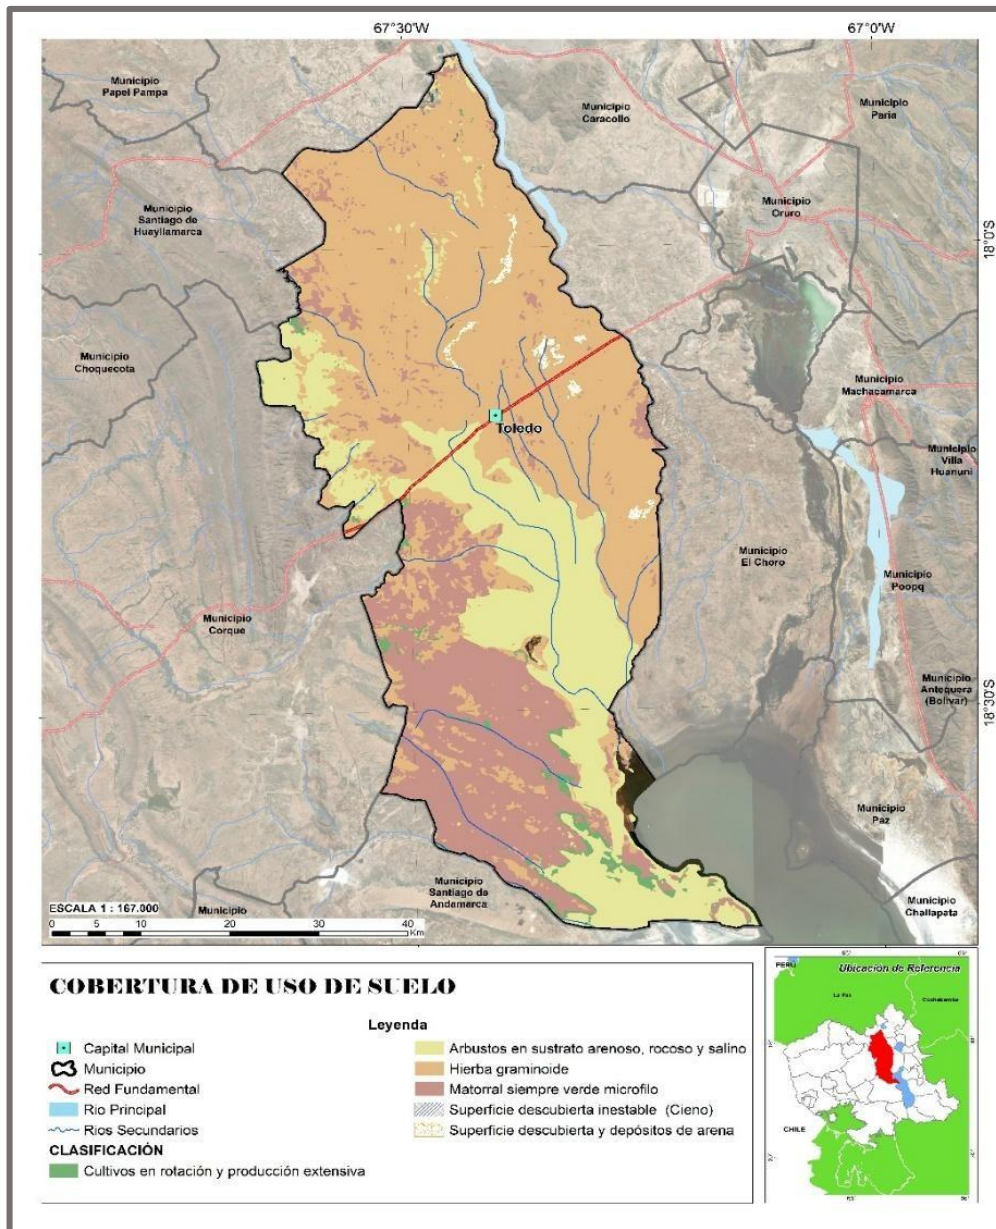 67°30'W
67°0'W
Municipio
Papel Pampa
Municipio
Caracollo
Municipio
Paria
Municipio
Santiago de
Huayllamarca
Municipio
Oruro
18°0'S
Municipio
Choquecota
Municipio
Machacamarca
Toledo
Municipio
Villa
Huanuni
Municipio
El Choro
Municipio
Poopq
Municipio
Corque
Municipio
Antequera
(Bolivar)
18°30'S
Municipio
Paz
Municipio
Santiago de
Andamarca
Municipio
Challapata
Municipio
ESCALA 1 : 167.000
0 5 10 20 30 40
Km
COBERTURA DE USO DE SUELO
Leyenda
Capital Municipal
Municipio
Red Fundamental
Rio Principal
Rios Secundarios
CLASIFICACIÓN
Cultivos en rotación y producción extensiva
Arbustos en sustrato arenoso, rocoso y salino
Hierba graminoide
Matorral siempre verde microfilo
Superficie descubierta inestable (Cieno)
Superficie descubierta y depósitos de arena
Ubicación de Referencia
PERU
La Paz
Cochabamba
CHILE